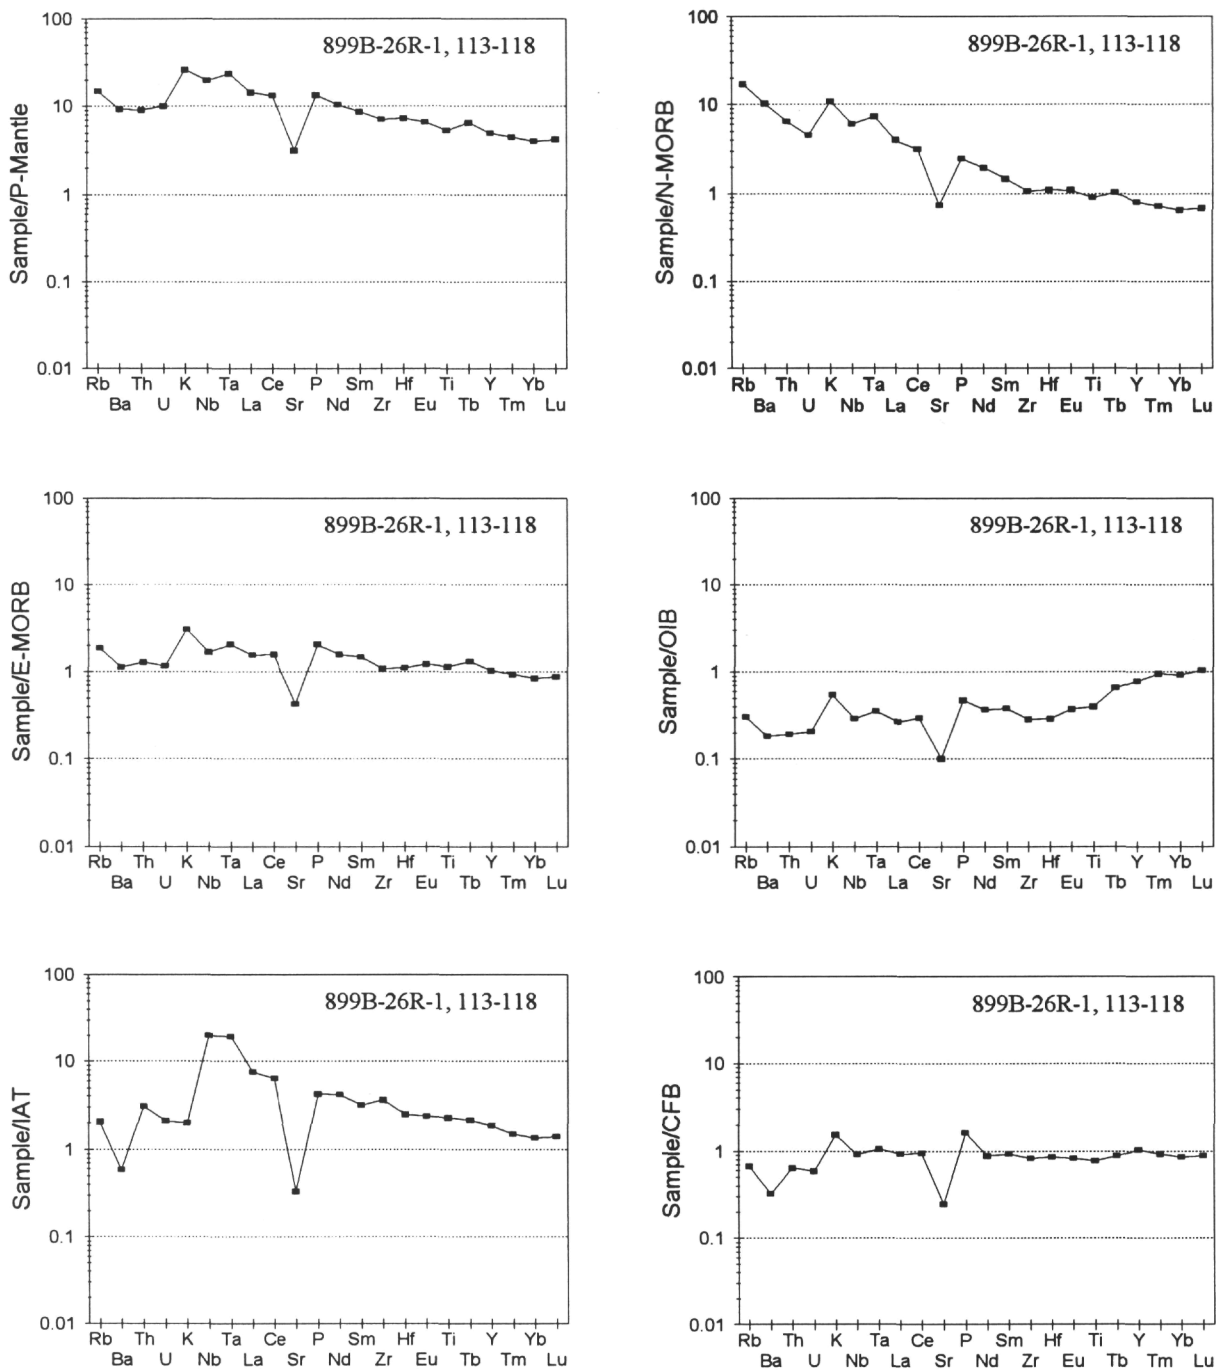 100
10
1
0.1
0.01
Sample/P-Mantle
899B-26R-1, 113-118
Rb Th K Ta Ce P Sm Hf Ti Y Yb
Ba U Nb La Sr Nd Zr Eu Tb Tm Lu
100
10
1
0.1
0.01
Sample/N-MORB
899B-26R-1, 113-118
Rb Th K Ta Ce P Sm Hf Ti Y Yb
Ba U Nb La Sr Nd Zr Eu Tb Tm Lu
100
10
1
0.1
0.01
Sample/E-MORB
899B-26R-1, 113-118
Rb Th K Ta Ce P Sm Hf Ti Y Yb
Ba U Nb La Sr Nd Zr Eu Tb Tm Lu
100
10
1
0.1
0.01
Sample/OIB
899B-26R-1, 113-118
Rb Th K Ta Ce P Sm Hf Ti Y Yb
Ba U Nb La Sr Nd Zr Eu Tb Tm Lu
100
10
1
0.1
0.01
Sample/IAT
899B-26R-1, 113-118
Rb Th K Ta Ce P Sm Hf Ti Y Yb
Ba U Nb La Sr Nd Zr Eu Tb Tm Lu
100
10
1
0.1
0.01
Sample/CFB
899B-26R-1, 113-118
Rb Th K Ta Ce P Sm Hf Ti Y Yb
Ba U Nb La Sr Nd Zr Eu Tb Tm Lu